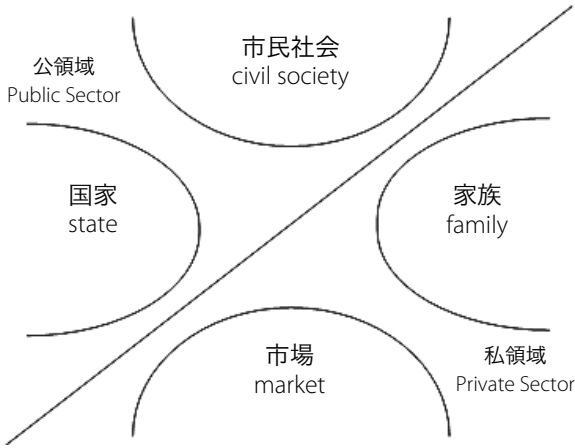 市民社会
civil society
公領域
Public Sector
国家
state
家族
family
市場
market
私領域
Private Sector